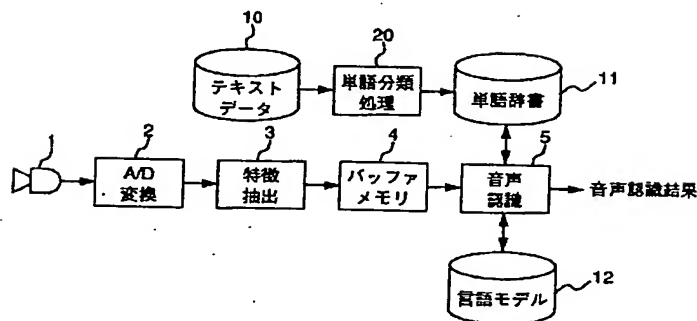 10
20
11
テキスト
データ
単語分類
処理
単語辞書
1
2
3
4
5
A/D
変換
特徴
抽出
バッファ
メモリ
音声
認識
音声認識結果
言語モデル
12